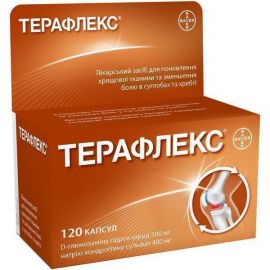 ТЕРАФЛЕКС®
Лікарський засіб для поновлення
хрящової тканини та зменшення
болю в суглобах та хребті
BAYER
ТЕРАФЛЕКС®
BAYER
120 КАПСУЛ
D-глюкозаміну гідрохлорид 500 мг
натрію хондроїтину сульфат 400 мг